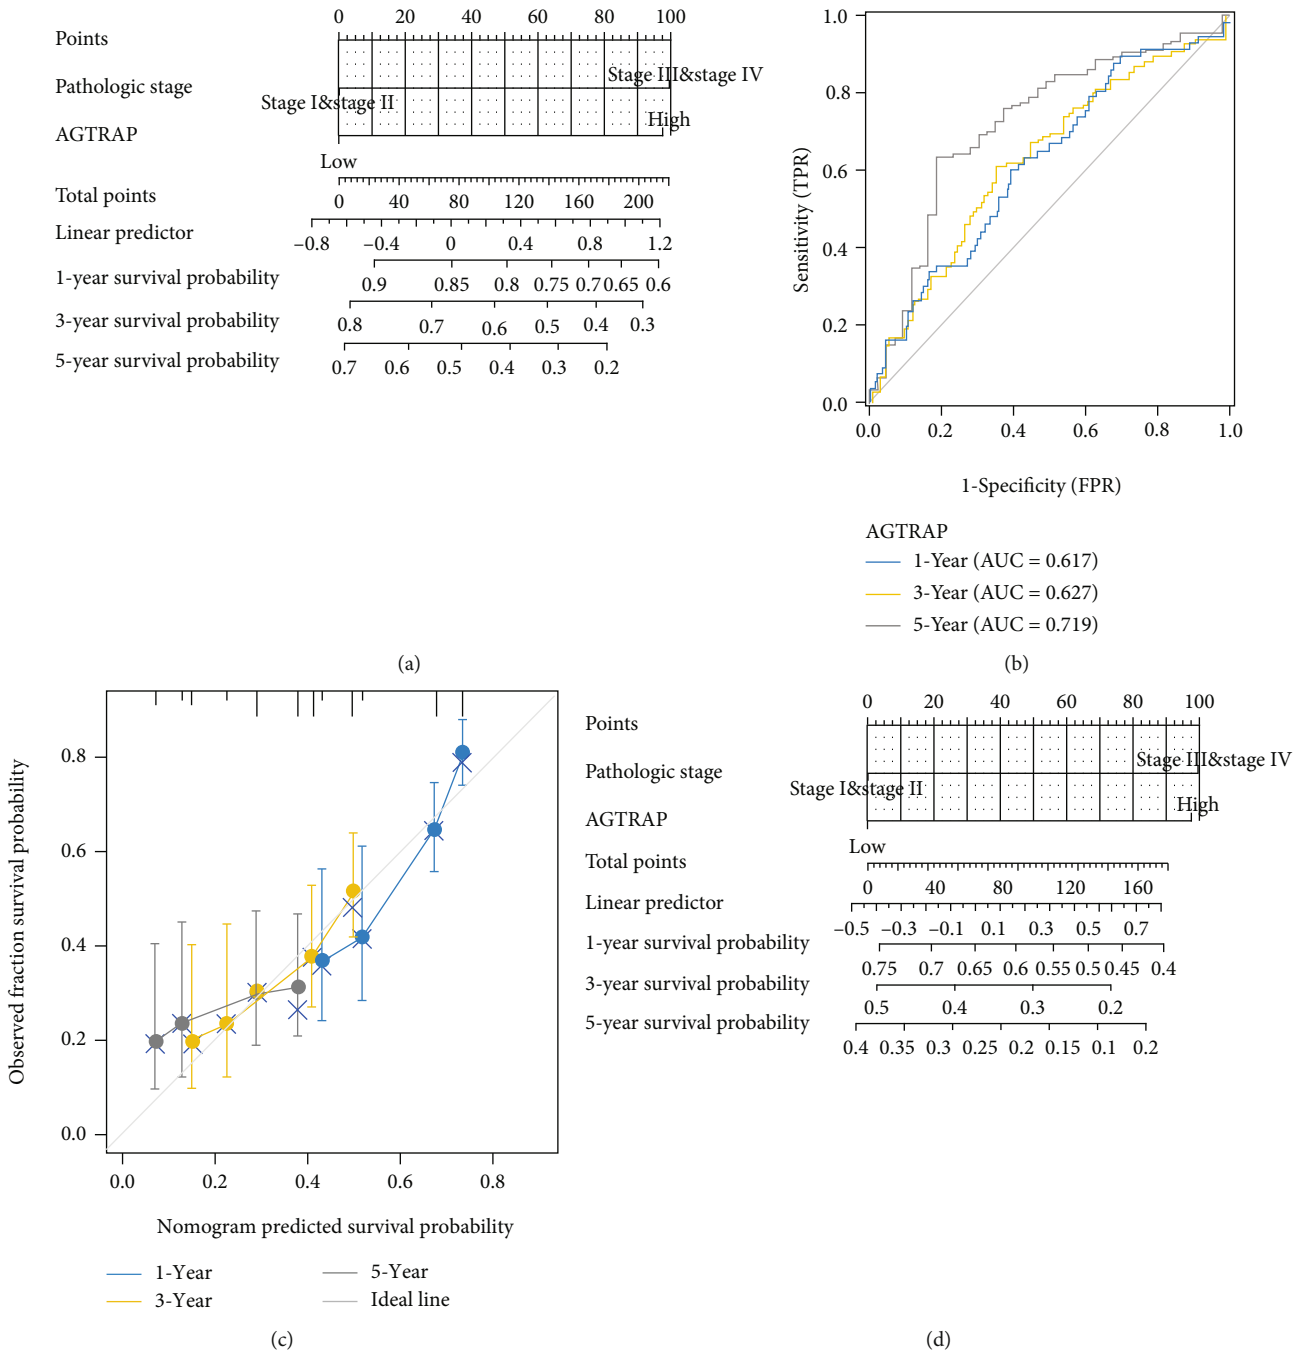 0 20 40 60 80 100
Points
Stage III&stage IV
Pathologic stage
Stage I&stage II
High
AGTRAP
Low
Total points
0 40 80 120 160 200
Linear predictor
−0.8 −0.4 0 0.4 0.8 1.2
1-year survival probability
0.9 0.85 0.8 0.75 0.7 0.65 0.6
3-year survival probability
0.8 0.7 0.6 0.5 0.4 0.3
5-year survival probability
0.7 0.6 0.5 0.4 0.3 0.2
(a)
Sensitivity (TPR)
1.0
0.8
0.6
0.4
0.2
0.0
0.0 0.2 0.4 0.6 0.8 1.0
1-Specificity (FPR)
AGTRAP
1-Year (AUC = 0.617)
3-Year (AUC = 0.627)
5-Year (AUC = 0.719)
(b)
Observed fraction survival probability
0.8
0.6
0.4
0.2
0.0
0.0 0.2 0.4 0.6 0.8
Nomogram predicted survival probability
1-Year
3-Year
5-Year
Ideal line
(c)
0 20 40 60 80 100
Points
Stage III&stage IV
Pathologic stage
Stage I&stage II
High
AGTRAP
Low
Total points
0 40 80 120 160
Linear predictor
−0.5 −0.3 −0.1 0.1 0.3 0.5 0.7
1-year survival probability
0.75 0.7 0.65 0.6 0.55 0.5 0.45 0.4
3-year survival probability
0.5 0.4 0.3 0.2
5-year survival probability
0.4 0.35 0.3 0.25 0.2 0.15 0.1 0.2
(d)